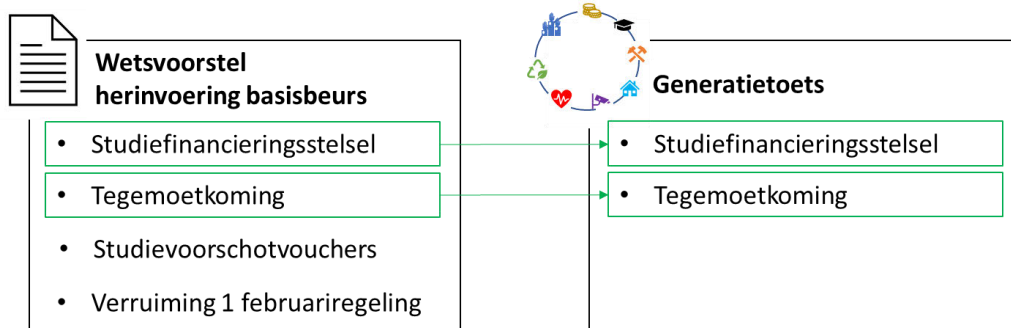 Wetsvoorstel
herinvoering basisbeurs
• Studiefinancieringsstelsel
• Tegemoetkoming
• Studievoorschotvouchers
• Verruiming 1 februariregeling
Generatietoets
• Studiefinancieringsstelsel
• Tegemoetkoming